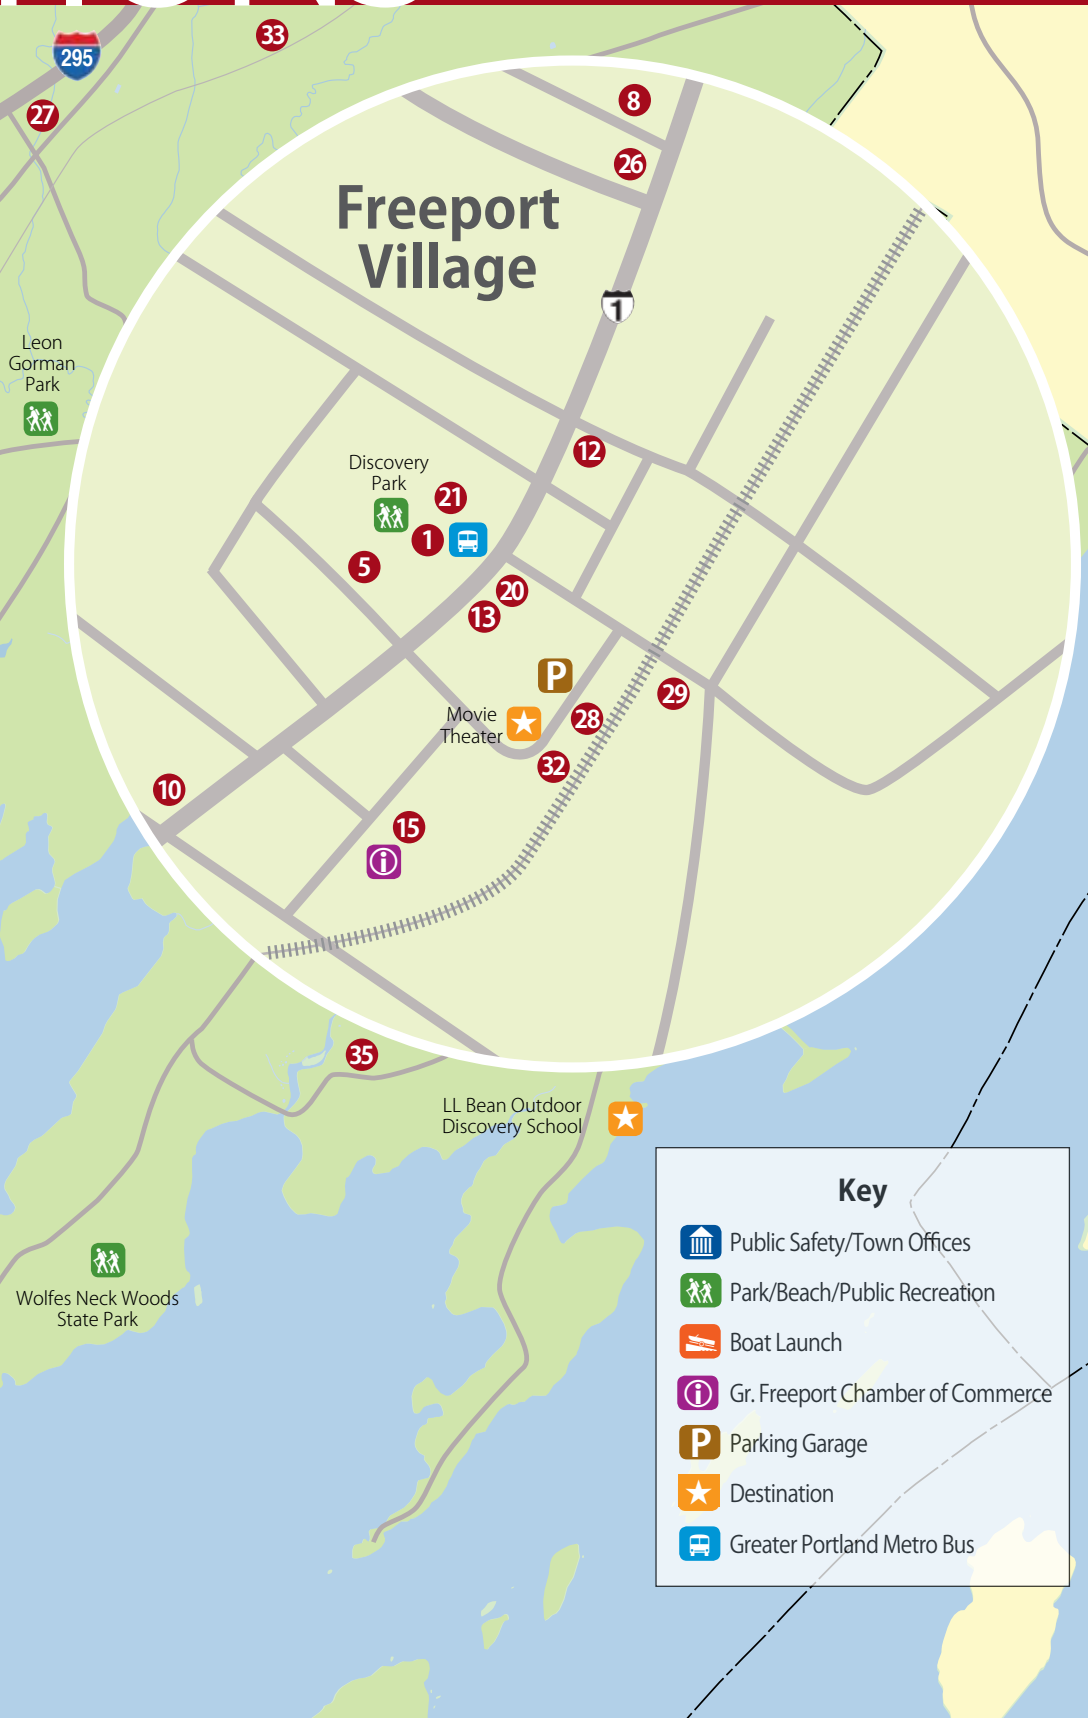 33
295
27
8
26
Freeport
Village
1
Leon
Gorman
Park
12
Discovery
Park
21
1
5
20
13
P
29
Movie
Theater
28
32
10
15
35
LL Bean Outdoor
Discovery School
Key
Public Safety/Town Offices
Park/Beach/Public Recreation
Boat Launch
Gr. Freeport Chamber of Commerce
P Parking Garage
Destination
Greater Portland Metro Bus
Wolfes Neck Woods
State Park